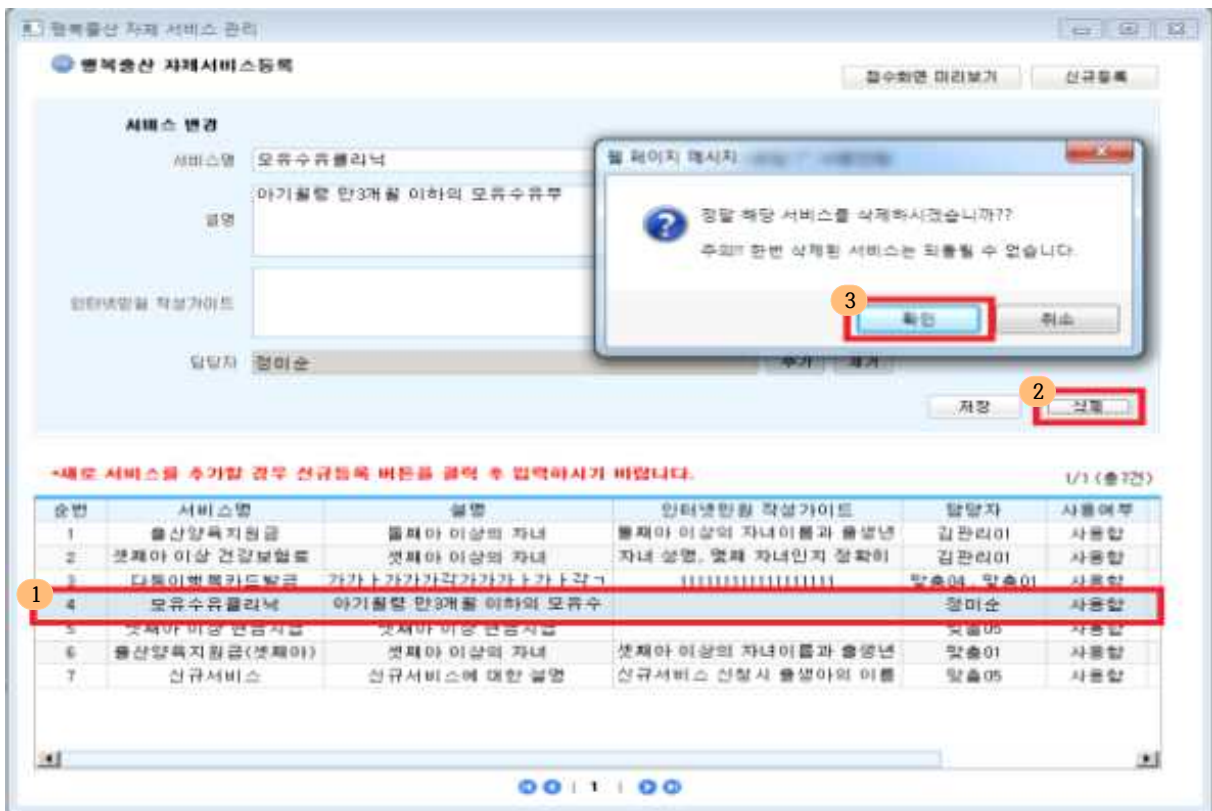 행복출산 자체 서비스 관리
행복출산 자체서비스등록
접수화면 미리보기 신규등록
서비스 변경
서비스명 모유수유클리닉
설명 아기월령 만3개월 이하의 모유수유부
인터넷민원 작성가이드
담당자 정미순 추가 제거
웹 페이지 메시지
정말 해당 서비스를 삭제하시겠습니까??
주의!! 한번 삭제된 서비스는 되돌릴 수 없습니다.
3
확인 취소
2
저장 삭제
*새로 서비스를 추가할 경우 신규등록 버튼을 클릭 후 입력하시기 바랍니다.
1/1 (총7건)
순번 서비스명 설명 인터넷민원 작성가이드 담당자 사용여부
1 출산양육지원금 둘째아 이상의 자녀 둘째아 이상의 자녀이름과 출생년 김관리01 사용함
2 셋째아 이상 건강보험료 셋째아 이상의 자녀 자녀 성명, 몇째 자녀인지 정확히 김관리01 사용함
3 다둥이행복카드발급 맞춤04, 맞춤01 사용함
1
4 모유수유클리닉 아기월령 만3개월 이하의 모유수 정미순 사용함
5 넷째아 이상 현금지급 넷째아 이상 현금지급 맞춤05 사용함
6 출산양육지원금(셋째아) 셋째아 이상의 자녀 셋째아 이상의 자녀이름과 출생년 맞춤01 사용함
7 신규서비스 신규서비스에 대한 설명 신규서비스 신청시 출생아의 이름 맞춤05 사용함
1